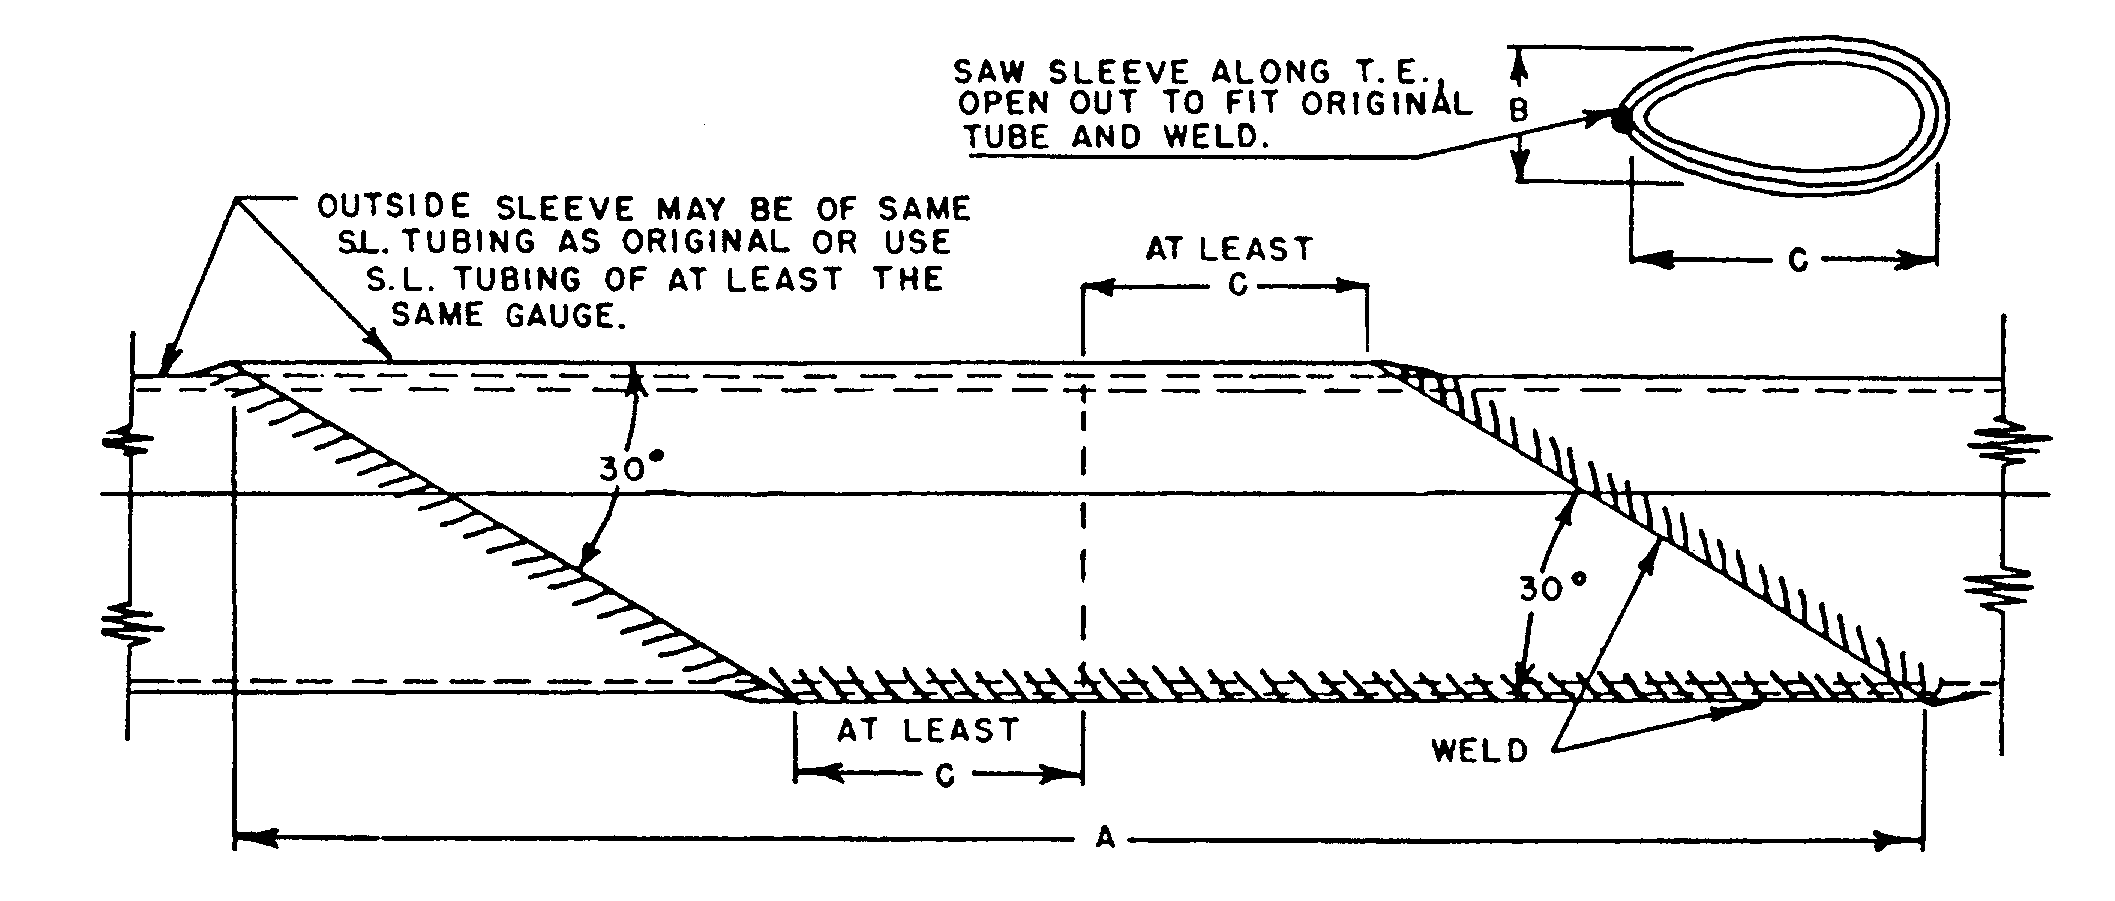 SAW SLEEVE ALONG T.E.,
OPEN OUT TO FIT ORIGINAL
TUBE AND WELD.
B
C
OUTSIDE SLEEVE MAY BE OF SAME
S.L. TUBING AS ORIGINAL OR USE
S.L. TUBING OF AT LEAST THE
SAME GAUGE.
AT LEAST
C
30°
30°
AT LEAST
C
WELD
A